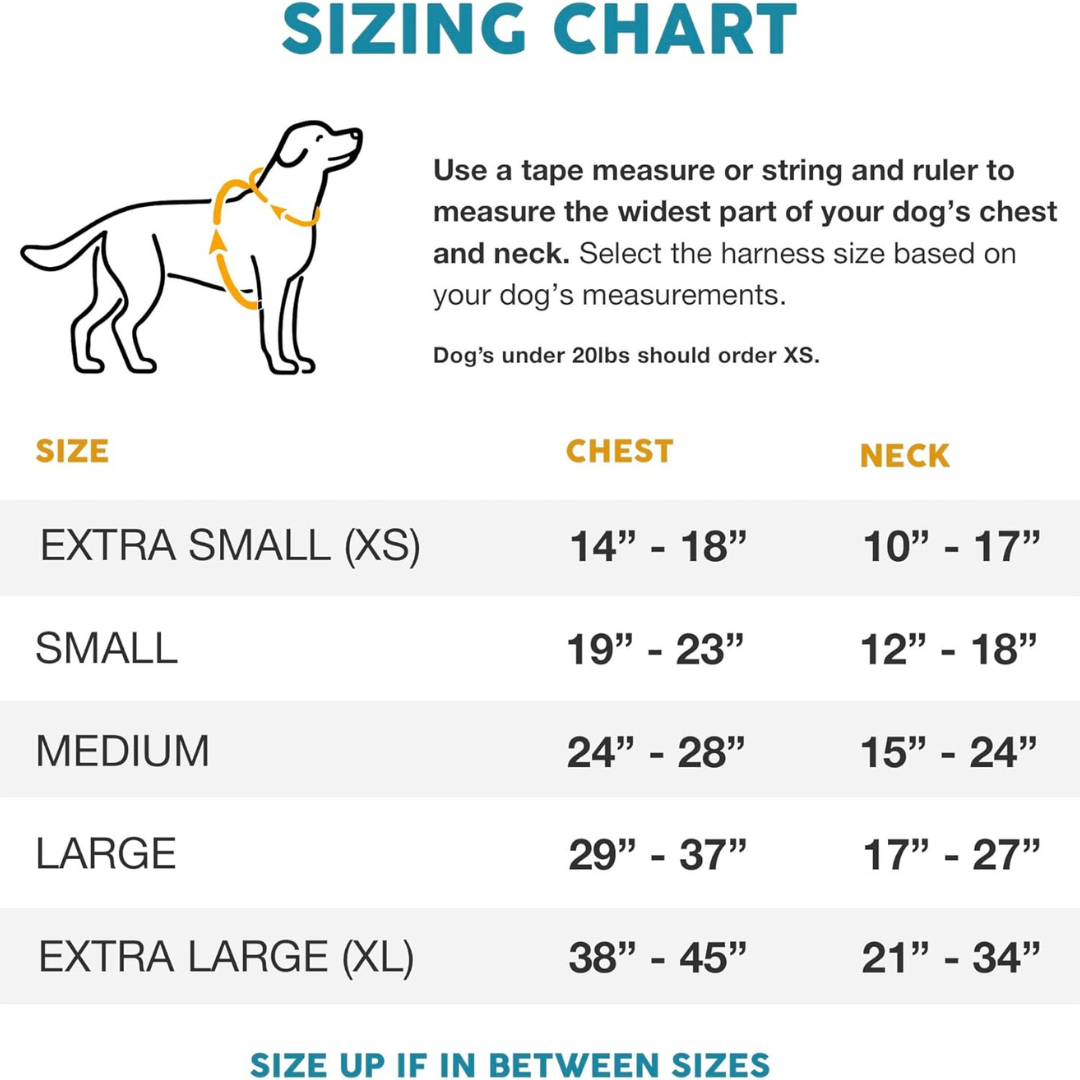 SIZING CHART
Use a tape measure or string and ruler to
measure the widest part of your dog’s chest
and neck. Select the harness size based on
your dog’s measurements.
Dog’s under 20lbs should order XS.
SIZE CHEST NECK
EXTRA SMALL (XS) 14” - 18” 10” - 17”
SMALL 19” - 23” 12” - 18”
MEDIUM 24” - 28” 15” - 24”
LARGE 29” - 37” 17” - 27”
EXTRA LARGE (XL) 38” - 45” 21” - 34”
SIZE UP IF IN BETWEEN SIZES